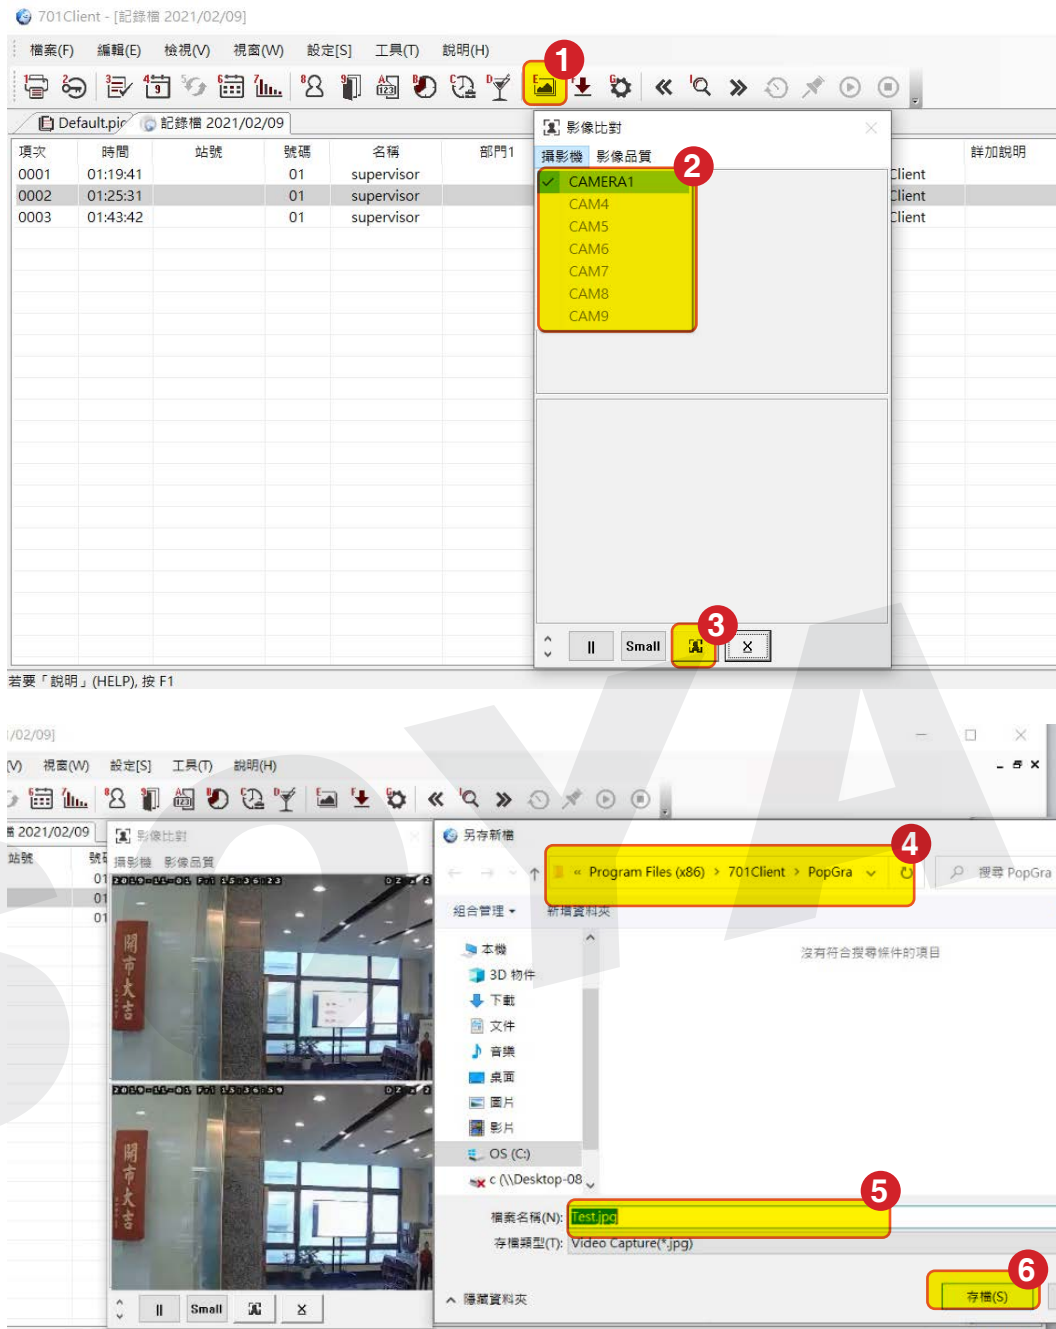 701Client - [記錄檔 2021/02/09]
檔案(F) 編輯(E) 檢視(V) 視窗(W) 設定[S] 工具(T) 說明(H)
1
Default.pic 記錄檔 2021/02/09
影像比對
項次 時間 站號 號碼 名稱 部門1 詳加說明
攝影機 影像品質
2
0001 01:19:41 01 supervisor Client
0002 01:25:31 01 supervisor Client
0003 01:43:42 01 supervisor Client
CAMERA1
CAM4
CAM5
CAM6
CAM7
CAM8
CAM9
3
Small
若要「說明」(HELP), 按 F1
SOYA
1/02/09]
(V) 視窗(W) 設定[S] 工具(T) 說明(H)
2021/02/09
影像比對
另存新檔
4
站號
攝影機 影像品質
« Program Files (x86) > 701Client > PopGra
搜尋 PopGra
01
01
01
組合管理 新增資料夾
沒有符合搜尋條件的項目
本機
3D 物件
下載
文件
音樂
桌面
圖片
影片
OS (C:)
c (\\Desktop-08
開市大吉
開市大吉
5
檔案名稱(N): Test.jpg
存檔類型(T): Video Capture(*.jpg)
6
隱藏資料夾
存檔(S)
Small